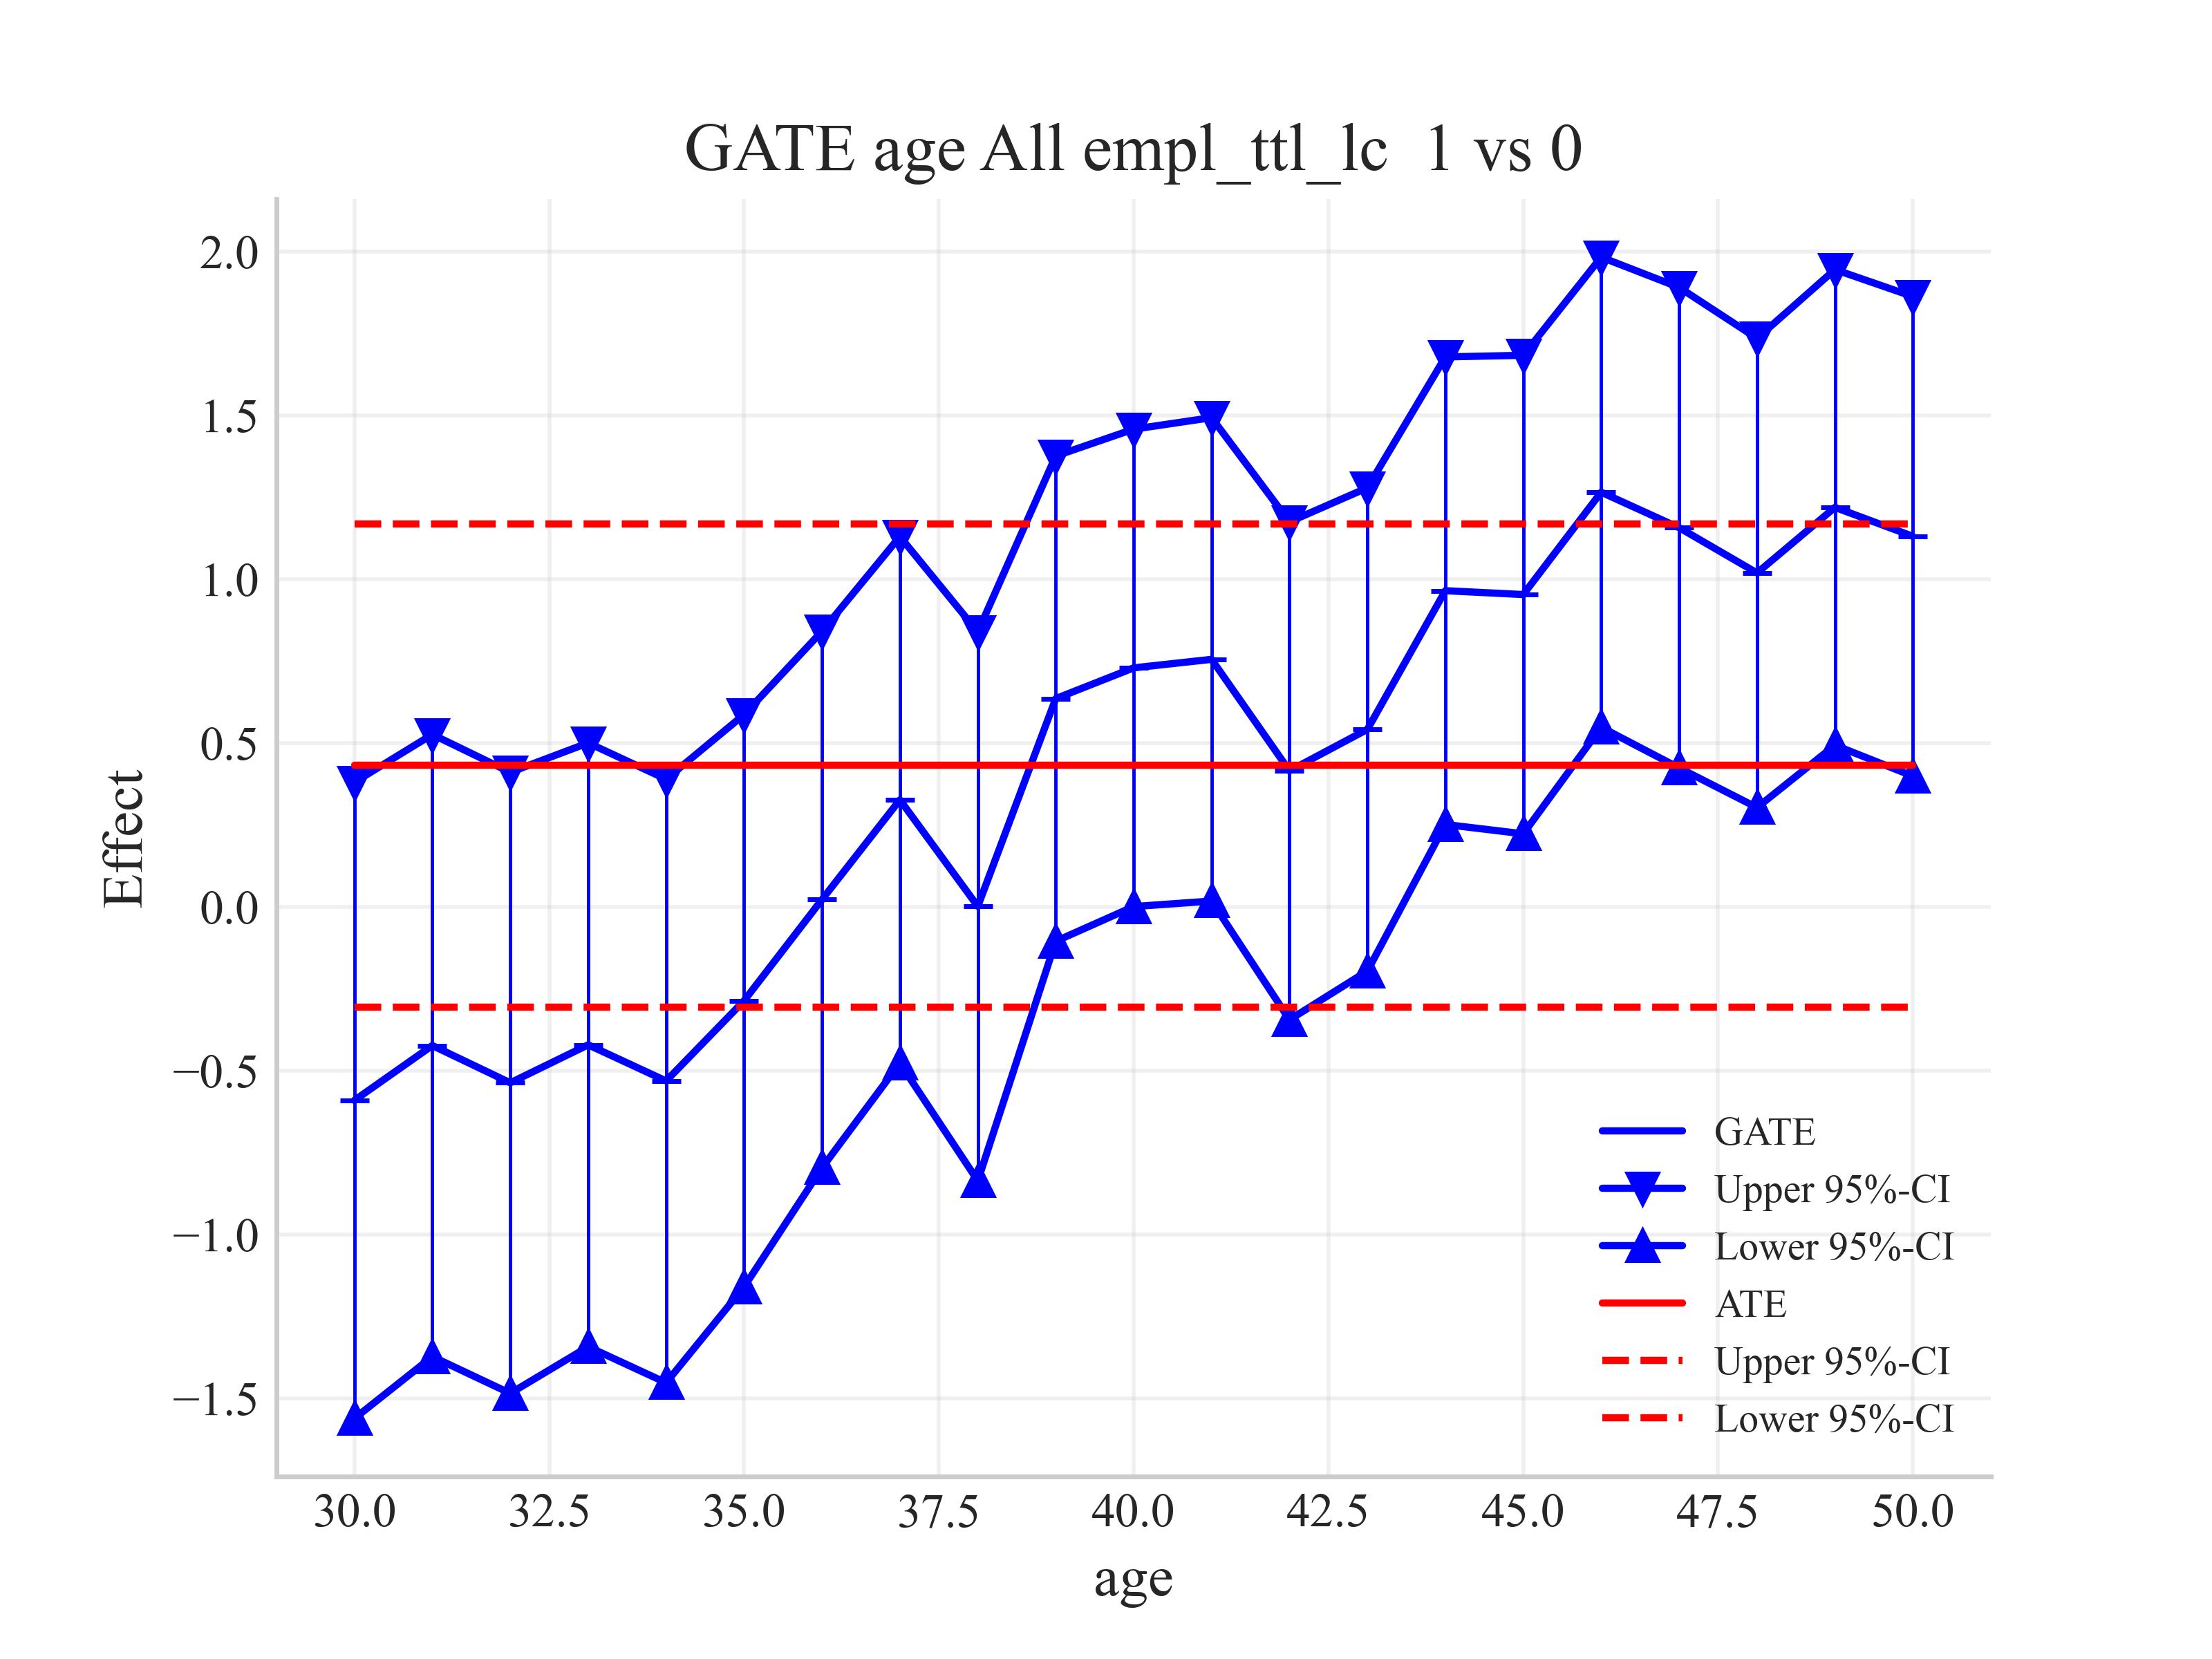 GATE age All empl_ttl_lc  1 vs 0
2.0
1.5
1.0
0.5
0.0
−0.5
−1.0
−1.5
Effect
30.0 32.5 35.0 37.5 40.0 42.5 45.0 47.5 50.0
age
GATE
Upper 95%-CI
Lower 95%-CI
ATE
Upper 95%-CI
Lower 95%-CI